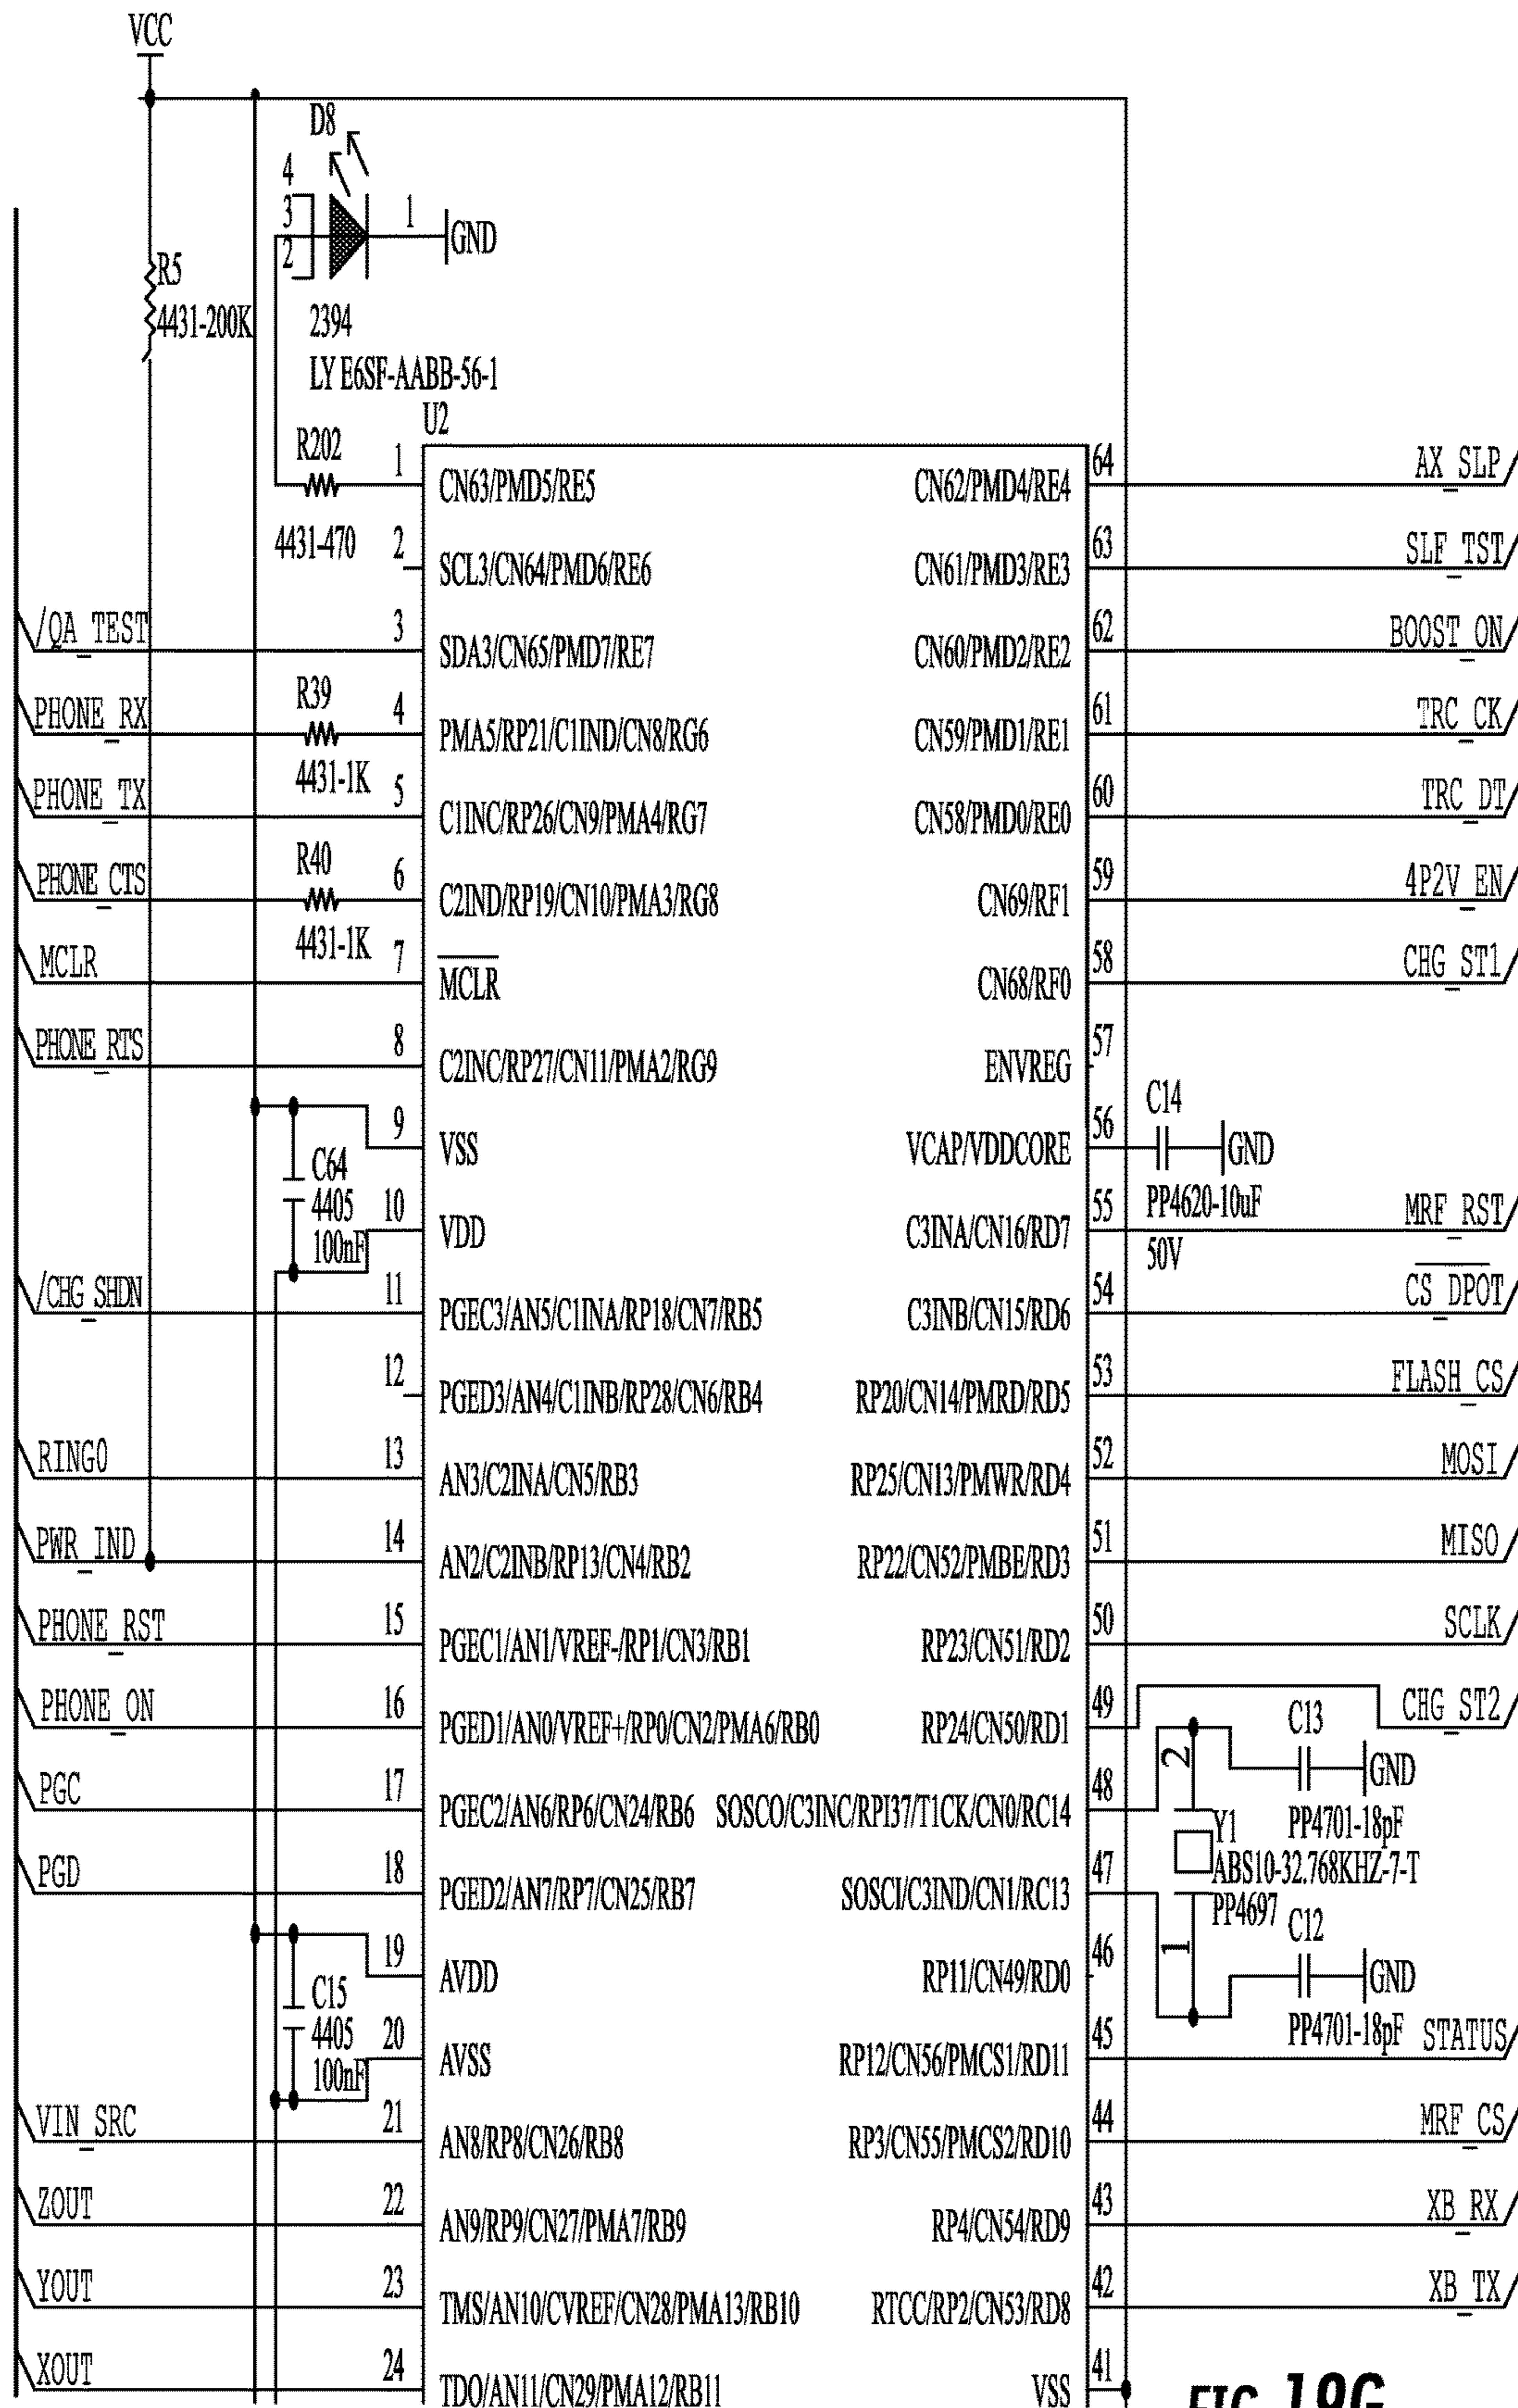 VCC
D8
4
3
2
1
GND
R5
4431-200K
2394
LY E6SF-AABB-56-1
U2
R202
4431-470
1 CN63/PMD5/RE5
CN62/PMD4/RE4 64 AX_SLP
2 SCL3/CN64/PMD6/RE6
CN61/PMD3/RE3 63 SLF_TST
/QA_TEST 3 SDA3/CN65/PMD7/RE7
CN60/PMD2/RE2 62 BOOST_ON
PHONE_RX R39 4431-1K 4 PMA5/RP21/C1IND/CN8/RG6
CN59/PMD1/RE1 61 TRC_CK
PHONE_TX 5 C1INC/RP26/CN9/PMA4/RG7
CN58/PMD0/RE0 60 TRC_DT
PHONE_CTS R40 4431-1K 6 C2IND/RP19/CN10/PMA3/RG8
CN69/RF1 59 4P2V_EN
MCLR 7 MCLR
CN68/RF0 58 CHG_ST1
PHONE_RTS 8 C2INC/RP27/CN11/PMA2/RG9
ENVREG 57
9 VSS
VCAP/VDDCORE 56 C14 GND
PP4620-10uF
50V
C64
4405
100nF
10 VDD
C3INA/CN16/RD7 55 MRF_RST
/CHG_SHDN 11 PGEC3/AN5/C1INA/RP18/CN7/RB5
C3INB/CN15/RD6 54 CS_DPOT
12 PGED3/AN4/C1INB/RP28/CN6/RB4
RP20/CN14/PMRD/RD5 53 FLASH_CS
RING0 13 AN3/C2INA/CN5/RB3
RP25/CN13/PMWR/RD4 52 MOSI
PWR_IND 14 AN2/C2INB/RP13/CN4/RB2
RP22/CN52/PMBE/RD3 51 MISO
PHONE_RST 15 PGEC1/AN1/VREF-/RP1/CN3/RB1
RP23/CN51/RD2 50 SCLK
PHONE_ON 16 PGED1/AN0/VREF+/RP0/CN2/PMA6/RB0
RP24/CN50/RD1 49 CHG_ST2
C13 GND
PP4701-18pF
2
PGC 17 PGEC2/AN6/RP6/CN24/RB6
SOSCO/C3INC/RPI37/T1CK/CN0/RC14 48
Y1
ABS10-32.768KHZ-7-T
PP4697
PGD 18 PGED2/AN7/RP7/CN25/RB7
SOSCI/C3IND/CN1/RC13 47
1
C12 GND
PP4701-18pF
19 AVDD
RP11/CN49/RD0 46
C15
4405
100nF
20 AVSS
RP12/CN56/PMCS1/RD11 45 STATUS
VIN_SRC 21 AN8/RP8/CN26/RB8
RP3/CN55/PMCS2/RD10 44 MRF_CS
ZOUT 22 AN9/RP9/CN27/PMA7/RB9
RP4/CN54/RD9 43 XB_RX
YOUT 23 TMS/AN10/CVREF/CN28/PMA13/RB10
RTCC/RP2/CN53/RD8 42 XB_TX
XOUT 24 TDO/AN11/CN29/PMA12/RB11
VSS 41
FIG. 19G